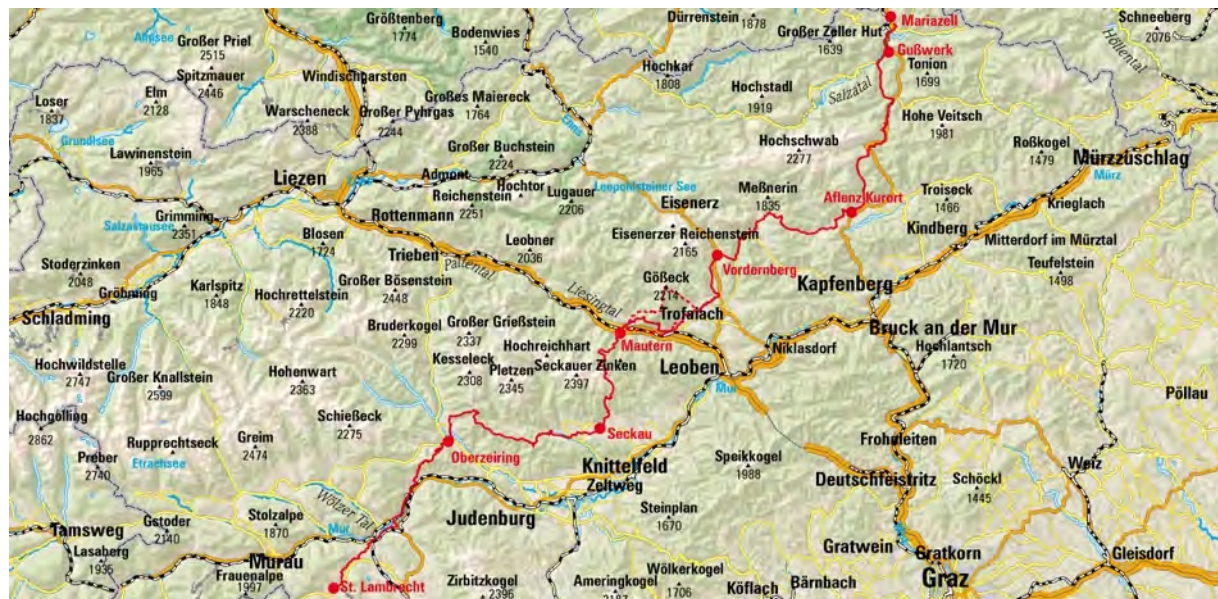 Almsee
Größtenberg
1774
Bodenwies
1540
Dürrenstein 1878
Großer Zeller Hut
1639
Mariazell
Schneeberg
2076
Großer Priel
2515
Spitzmauer
2446
Windischgarsten
Hochkar
1808
Gußwerk
Tonion
1699
Höllental
Loser
1837
Elm
2128
Warscheneck
2388
Großer Pyhrgas
2244
Großes Maiereck
1764
Enns
Hochstadl
1919
Salzatal
Hohe Veitsch
1981
Grundlsee
Lawinenstein
1965
Großer Buchstein
2224
Hochschwab
2277
Roßkogel
1479
Mürzzuschlag
Mürz
Liezen
Admont
Reichenstein
2251
Hochtor
Lugauer
2206
Leopoldsteiner See
Eisenerz
Meßnerin
1835
Aflenz Kurort
Troiseck
1466
Krieglach
Grimming
2351
Salzastausee
Rottenmann
Blosen
1724
Leobner
2036
Eisenerzer Reichenstein
2165
Kindberg
Mitterdorf im Mürztal
Stoderzinken
2048
Trieben
Paltental
Vordernberg
Teufelstein
1498
Gröbming
Karlspitz
1848
Hochrettelstein
2220
Großer Bösenstein
2448
Liesingtal
Gößeck
2214
Kapfenberg
Schladming
Bruderkogel
2299
Großer Grießstein
2337
Trofaiach
Bruck an der Mur
Mautern
Niklasdorf
Hochlantsch
1720
Hochwildstelle
2747
Großer Knallstein
2599
Hohenwart
2363
Kesseleck
2308
Hochreichhart
Pletzen
2345
Seckauer Zinken
2397
Leoben
Mur
Pöllau
Hochgolling
2862
Schießeck
2275
Rupprechtseck
Greim
2474
Etrachsee
Preber
2740
Oberzeiring
Seckau
Frohnleiten
Knittelfeld
Zeltweg
Speikkogel
1988
Weiz
Deutschfeistritz
Schöckl
1445
Wölzer Tal
Tamsweg
Gstoder
2140
Stolzalpe
1870
Mur
Judenburg
Steinplan
1670
Lasaberg
1935
Murau
Gratwein
Gratkorn
Gleisdorf
Frauenalpe
1997
St. Lambrecht
Zirbitzkogel
2396
Ameringkogel
2187
Wölkerkogel
1706
Köflach
Bärnbach
Graz